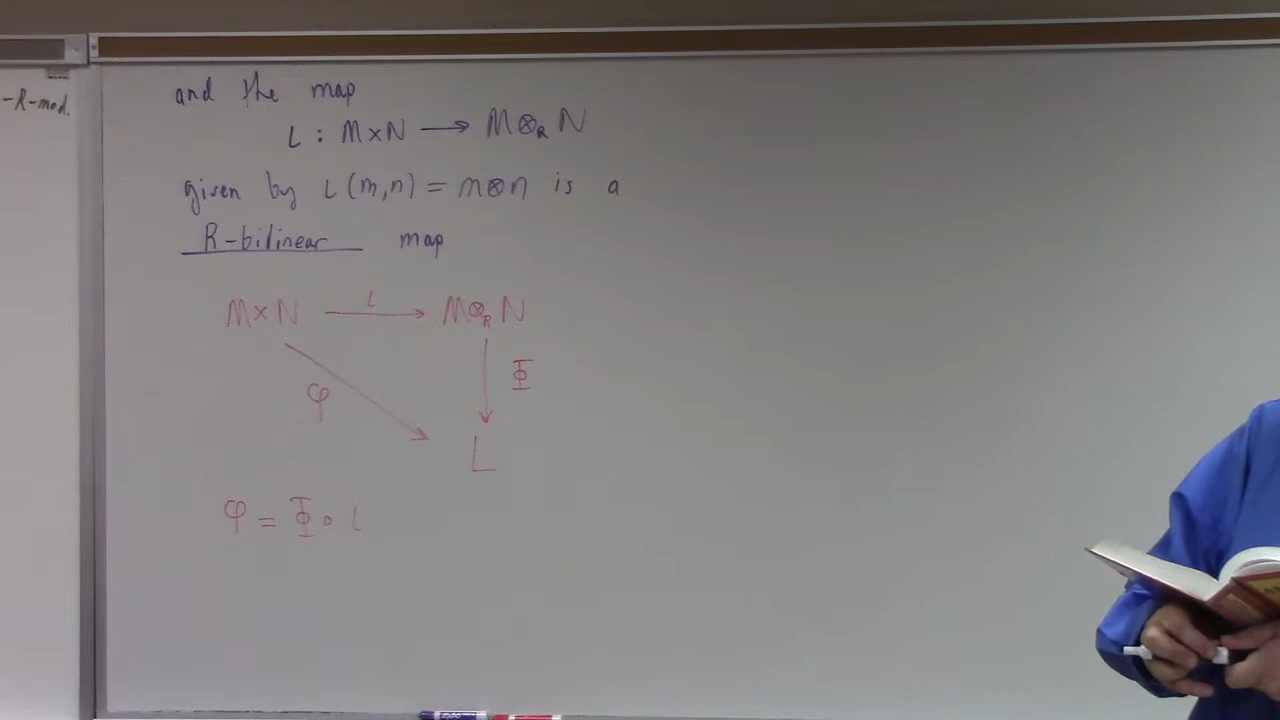 -R-mod.
and the map
ι : M×N → M⊗_R N
given by ι(m,n) = m⊗n is a
R-bilinear map
M×N ι M⊗_R N
φ Φ
L
φ = Φ ∘ ι